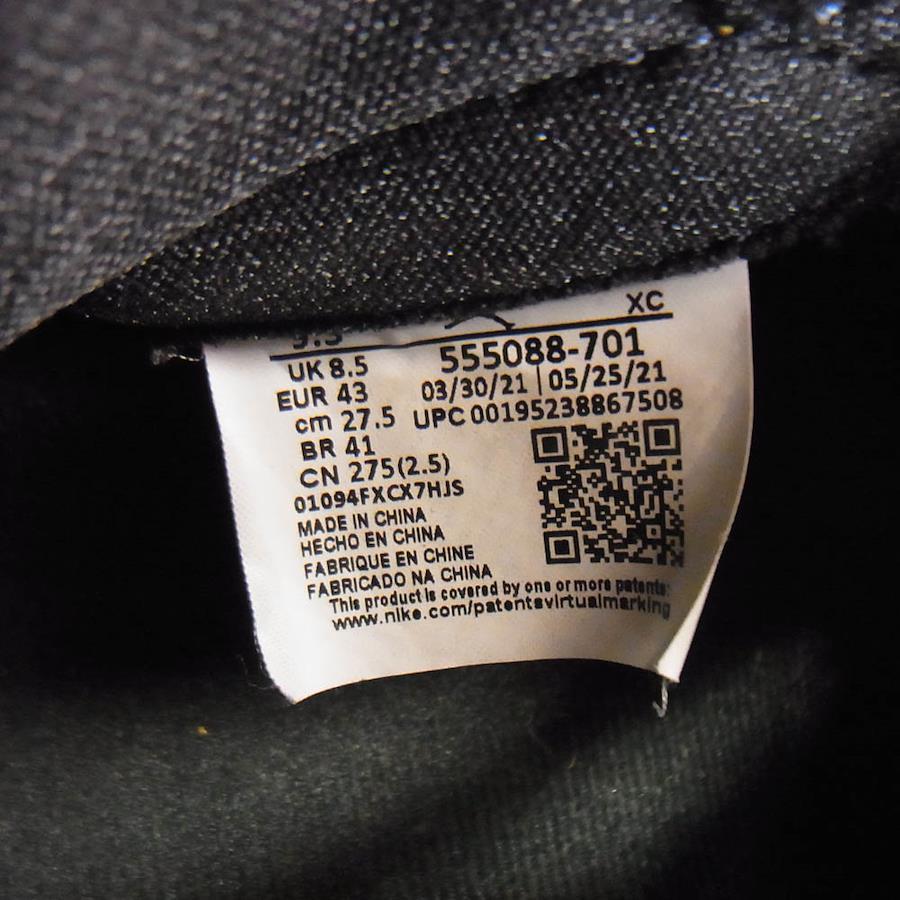 XC
9.5
UK 8.5
555088-701
EUR 43
03/30/21 | 05/25/21
cm 27.5
UPC 00195238867508
BR 41
CN 275(2.5)
01094FXCX7HJS
MADE IN CHINA
HECHO EN CHINA
FABRIQUE EN CHINE
FABRICADO NA CHINA
This product is covered by one or more patents:
www.nike.com/patentsvirtualmarking